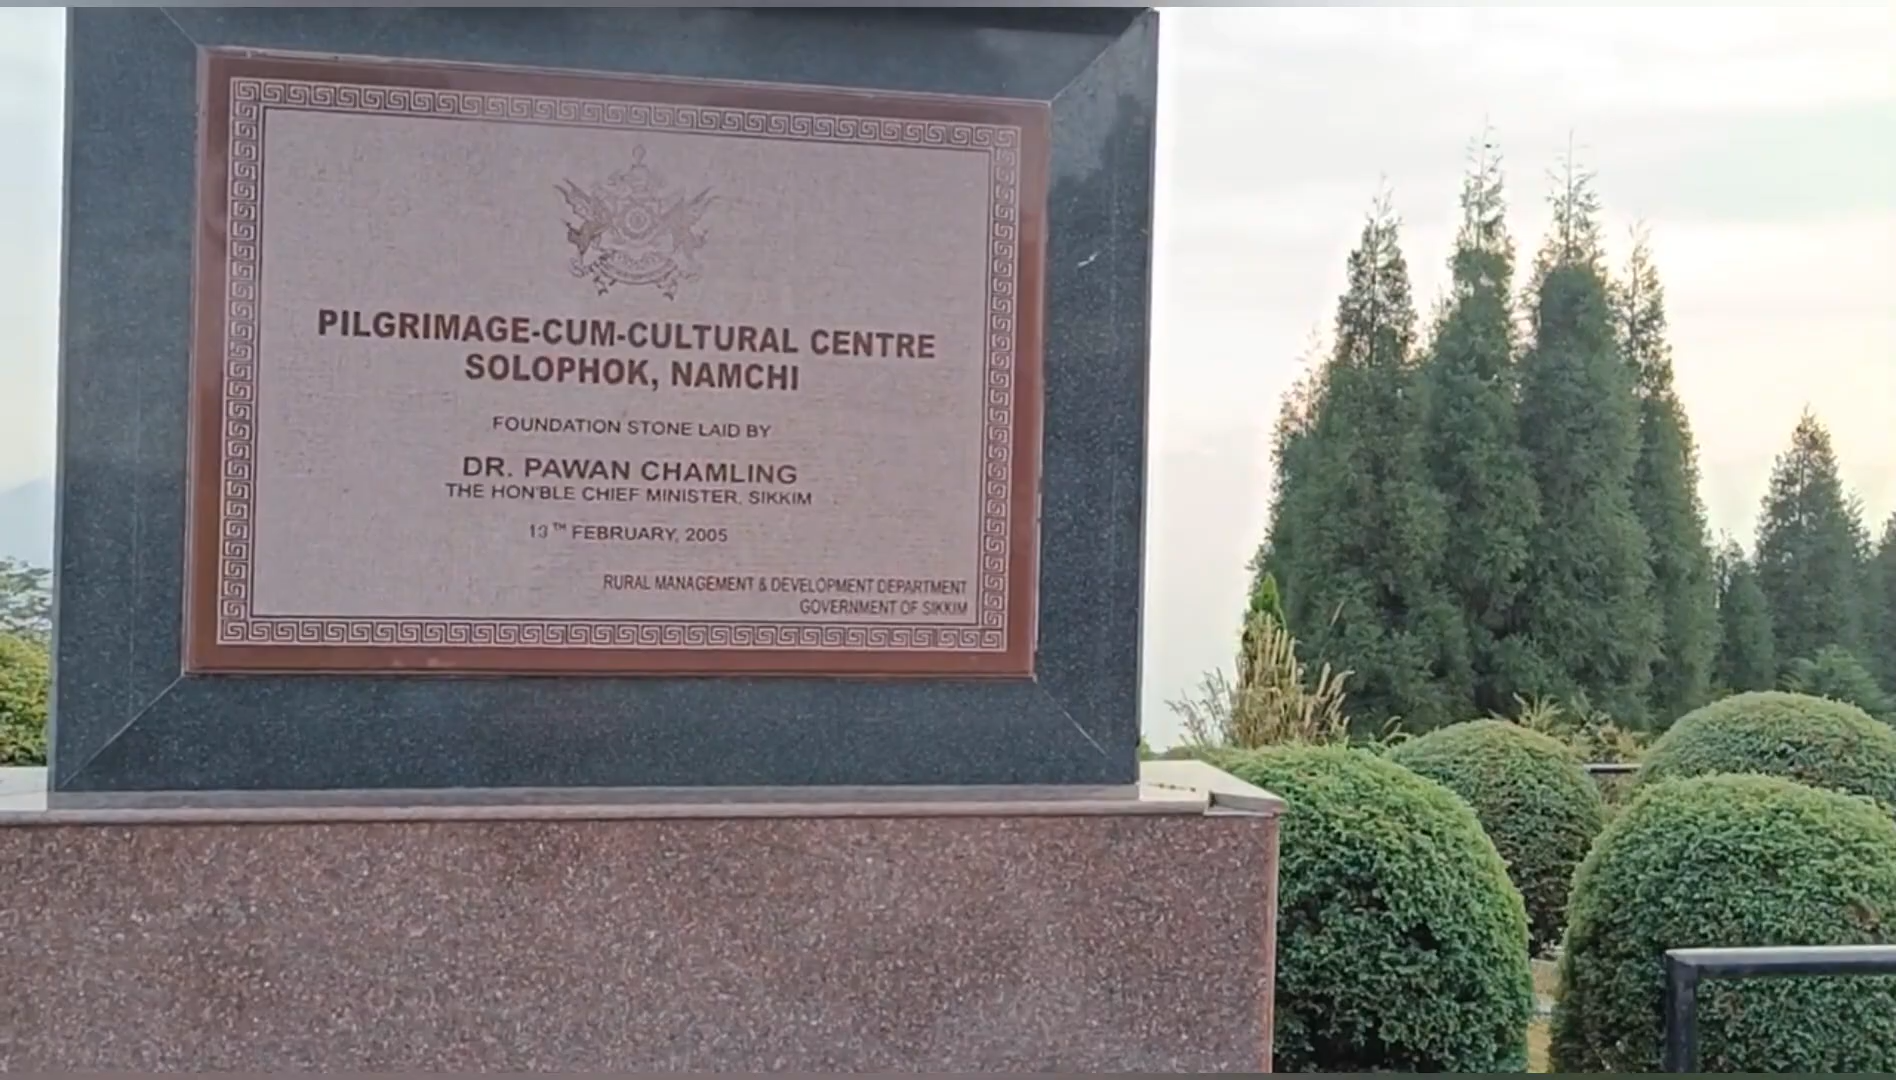 PILGRIMAGE-CUM-CULTURAL CENTRE
SOLOPHOK, NAMCHI
FOUNDATION STONE LAID BY
DR. PAWAN CHAMLING
THE HON'BLE CHIEF MINISTER, SIKKIM
13TH FEBRUARY, 2005
RURAL MANAGEMENT & DEVELOPMENT DEPARTMENT
GOVERNMENT OF SIKKIM